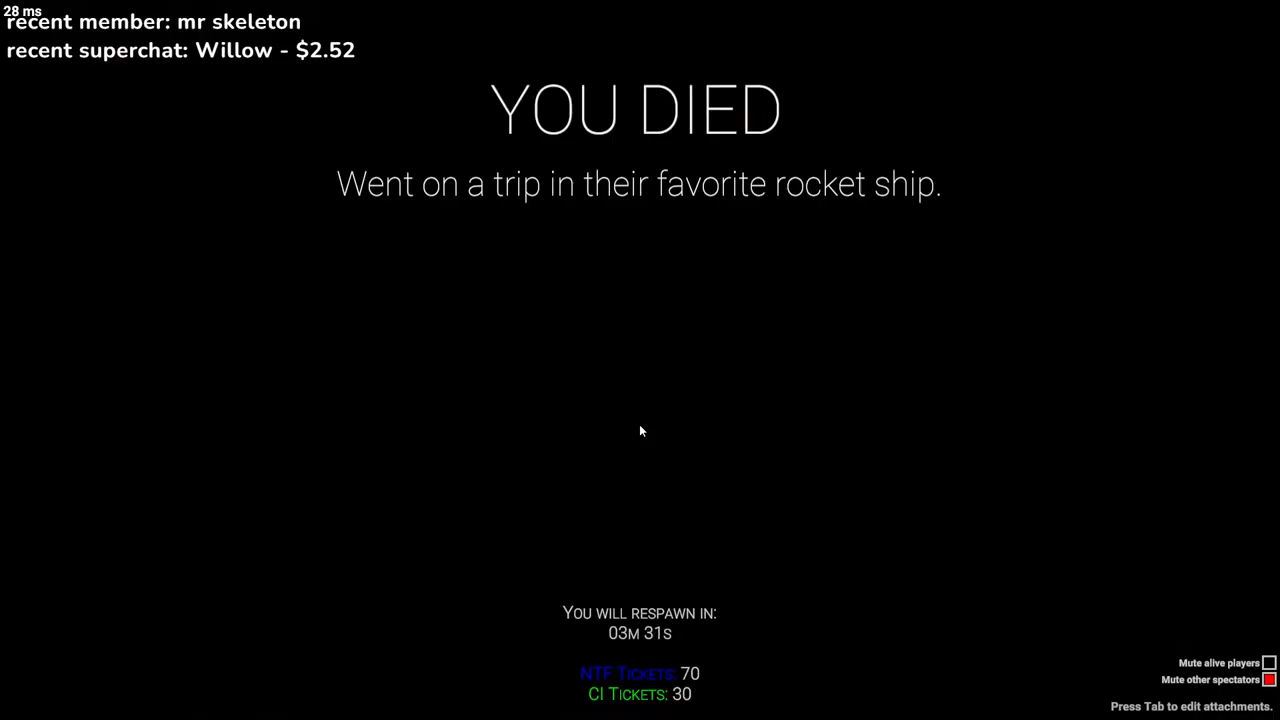 28 ms
recent member: mr skeleton
recent superchat: Willow - $2.52
YOU DIED
Went on a trip in their favorite rocket ship.
YOU WILL RESPAWN IN:
03M 31S
NTF TICKETS: 70
CI TICKETS: 30
Mute alive players
Mute other spectators
Press Tab to edit attachments.